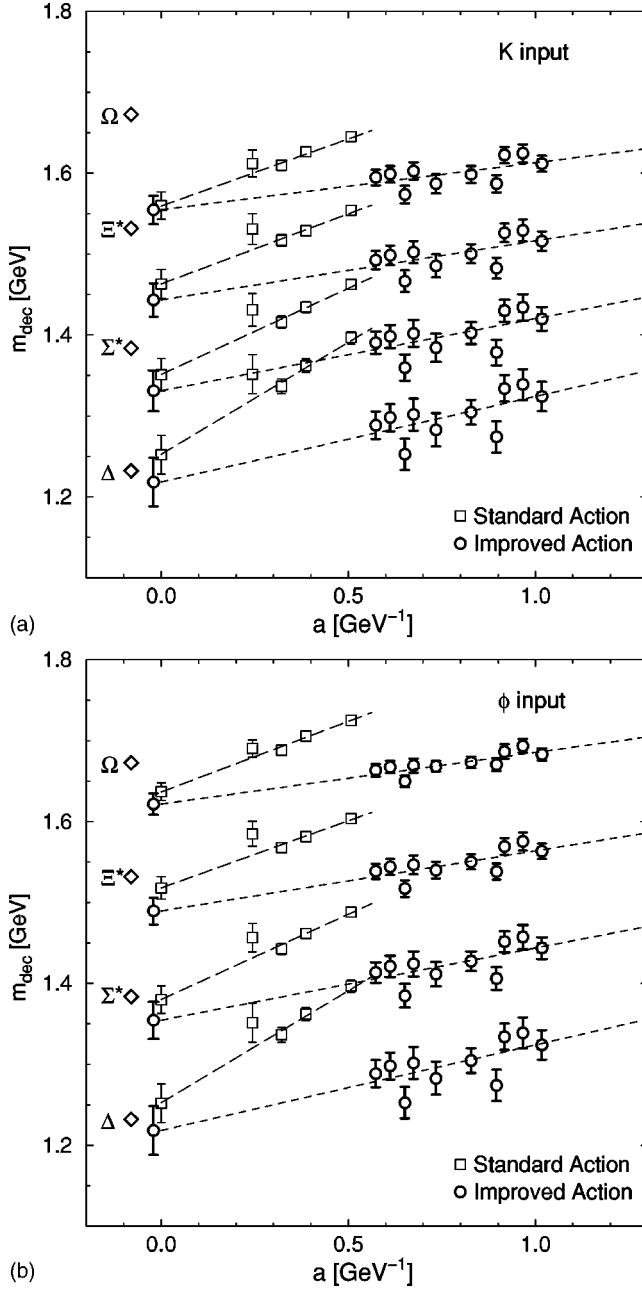 1.8
K input
Ω
1.6
Ξ*
m_dec [GeV]
1.4
Σ*
Δ
1.2
Standard Action
Improved Action
0.0 0.5 1.0
(a)
a [GeV⁻¹]
1.8
ϕ input
Ω
1.6
Ξ*
m_dec [GeV]
1.4
Σ*
Δ
1.2
Standard Action
Improved Action
0.0 0.5 1.0
(b)
a [GeV⁻¹]